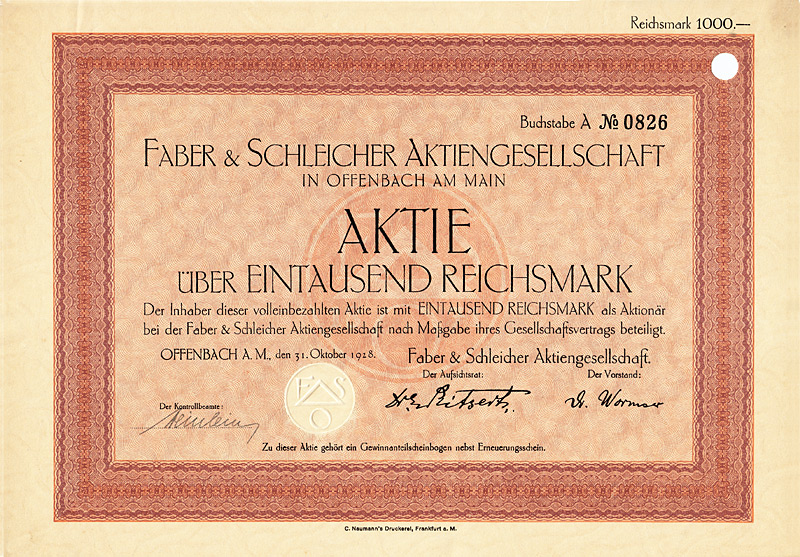 Reichsmark 1000.—
Buchstabe A № 0826
FABER & SCHLEICHER AKTIENGESELLSCHAFT
IN OFFENBACH AM MAIN
AKTIE
ÜBER EINTAUSEND REICHSMARK
Der Inhaber dieser volleinbezahlten Aktie ist mit EINTAUSEND REICHSMARK als Aktionär
bei der Faber & Schleicher Aktiengesellschaft nach Maßgabe ihres Gesellschaftsvertrags beteiligt.
OFFENBACH A. M., den 31. Oktober 1928. Faber & Schleicher Aktiengesellschaft.
Der Aufsichtsrat: Der Vorstand:
FAS
O
Der Kontrollbeamte:
Zu dieser Aktie gehört ein Gewinnanteilscheinbogen nebst Erneuerungsschein.
C. Naumann's Druckerei, Frankfurt a. M.